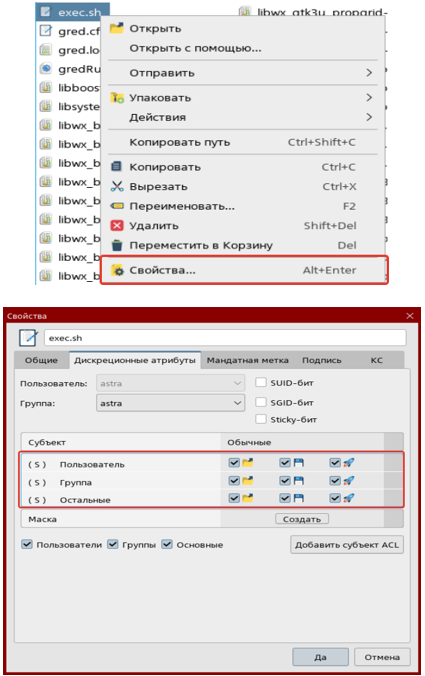 exec.sh
libwx_gtk3u_propgrid-
gred.cf
Открыть
gred.lo
Открыть с помощью...
gredRu
Отправить
libboos
Упаковать
libsyste
Действия
libwx_b
Копировать путь Ctrl+Shift+C
libwx_b
Копировать Ctrl+C
libwx_b
Вырезать Ctrl+X
libwx_b
Переименовать... F2
libwx_b
Удалить Shift+Del
libwx_b
Переместить в Корзину Del
libwx_b
Свойства... Alt+Enter
libwx_b
Свойства
exec.sh
Общие Дискреционные атрибуты Мандатная метка Подпись КС
Пользователь: astra SUID-бит
Группа: astra SGID-бит
Sticky-бит
Субъект Обычные
(S) Пользователь
(S) Группа
(S) Остальные
Маска Создать
Пользователи Группы Основные Добавить субъект ACL
Да Отмена